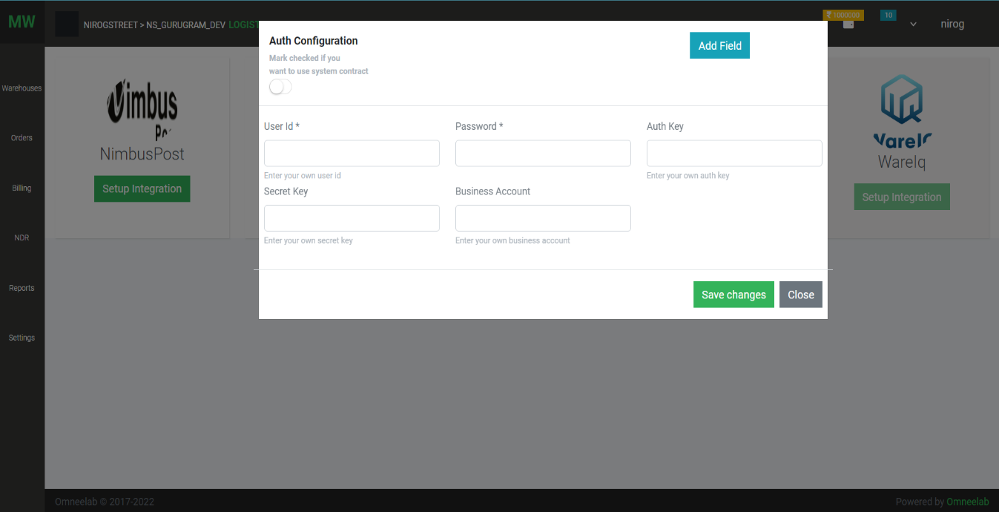 MW
NIROGSTREET > NS_GURUGRAM_DEV LOGIST
₹ 1000000
10
nirog
Warehouses
Orders
Billing
NDR
Reports
Settings
NimbusPost
Setup Integration
Auth Configuration
Add Field
Mark checked if you
want to use system contract
User Id *
Password *
Auth Key
Enter your own user id
Enter your own auth key
Secret Key
Business Account
Enter your own secret key
Enter your own business account
Save changes
Close
WareIq
Setup Integration
Omneelab © 2017-2022
Powered by Omneelab